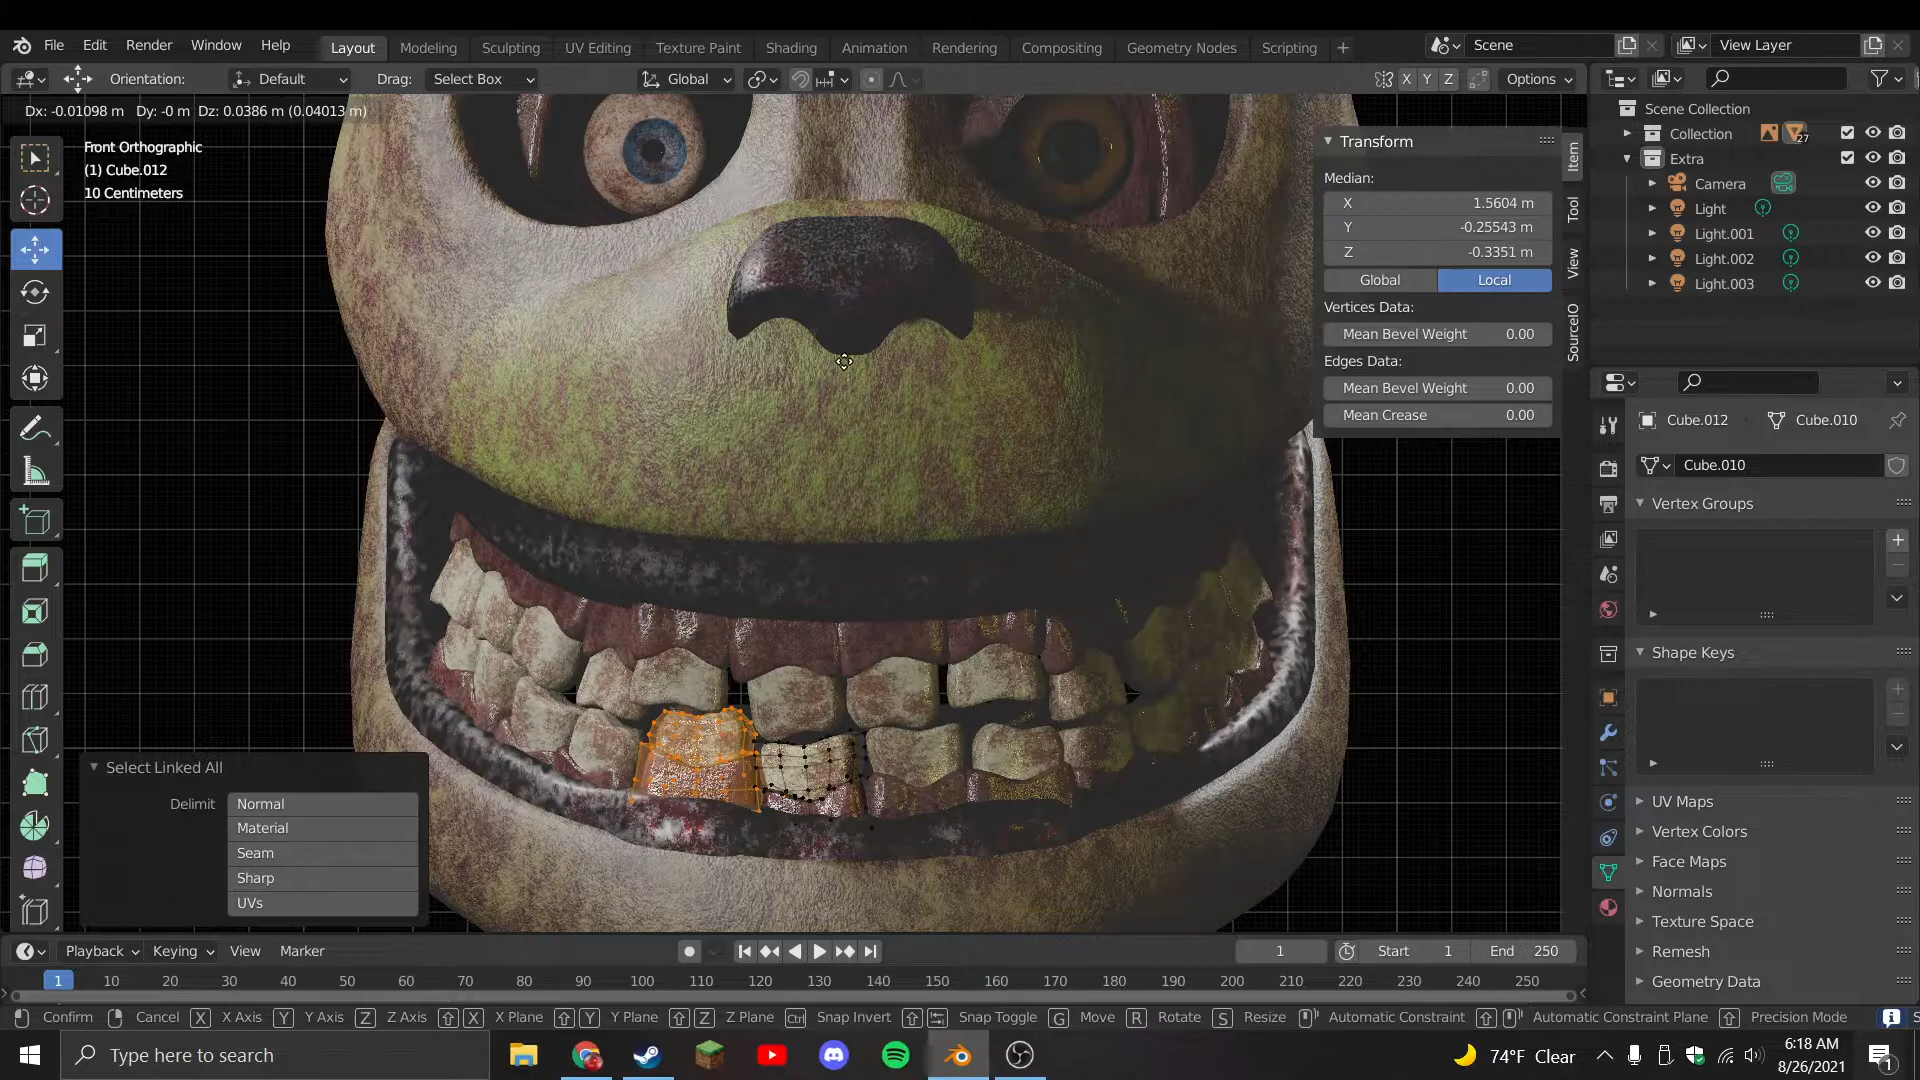 File Edit Render Window Help Layout Modeling Sculpting UV Editing Texture Paint Shading Animation Rendering Compositing Geometry Nodes Scripting Scene View Layer
Orientation: Default Drag: Select Box Global X Y Z Options
Dx: -0.01098 m Dy: -0 m Dz: 0.0386 m (0.04013 m)
Front Orthographic
(1) Cube.012
10 Centimeters
Transform
Median:
X 1.5604 m
Y -0.25543 m
Z -0.3351 m
Global Local
Vertices Data:
Mean Bevel Weight 0.00
Edges Data:
Mean Bevel Weight 0.00
Mean Crease 0.00
Item
Tool
View
SourceIO
Scene Collection
Collection 27
Extra
Camera
Light
Light.001
Light.002
Light.003
Cube.012 Cube.010
Cube.010
Vertex Groups
Shape Keys
UV Maps
Vertex Colors
Face Maps
Normals
Texture Space
Remesh
Geometry Data
Select Linked All
Delimit Normal
Material
Seam
Sharp
UVs
Playback Keying View Marker 1 Start 1 End 250
1 10 20 30 40 50 60 70 80 90 100 110 120 130 140 150 160 170 180 190 200 210 220 230 240 250
Confirm Cancel X X Axis Y Y Axis Z Z Axis X X Plane Y Y Plane Z Z Plane Ctrl Snap Invert Snap Toggle G Move R Rotate S Resize Automatic Constraint Automatic Constraint Plane Precision Mode
Type here to search 74°F Clear 6:18 AM
8/26/2021
1